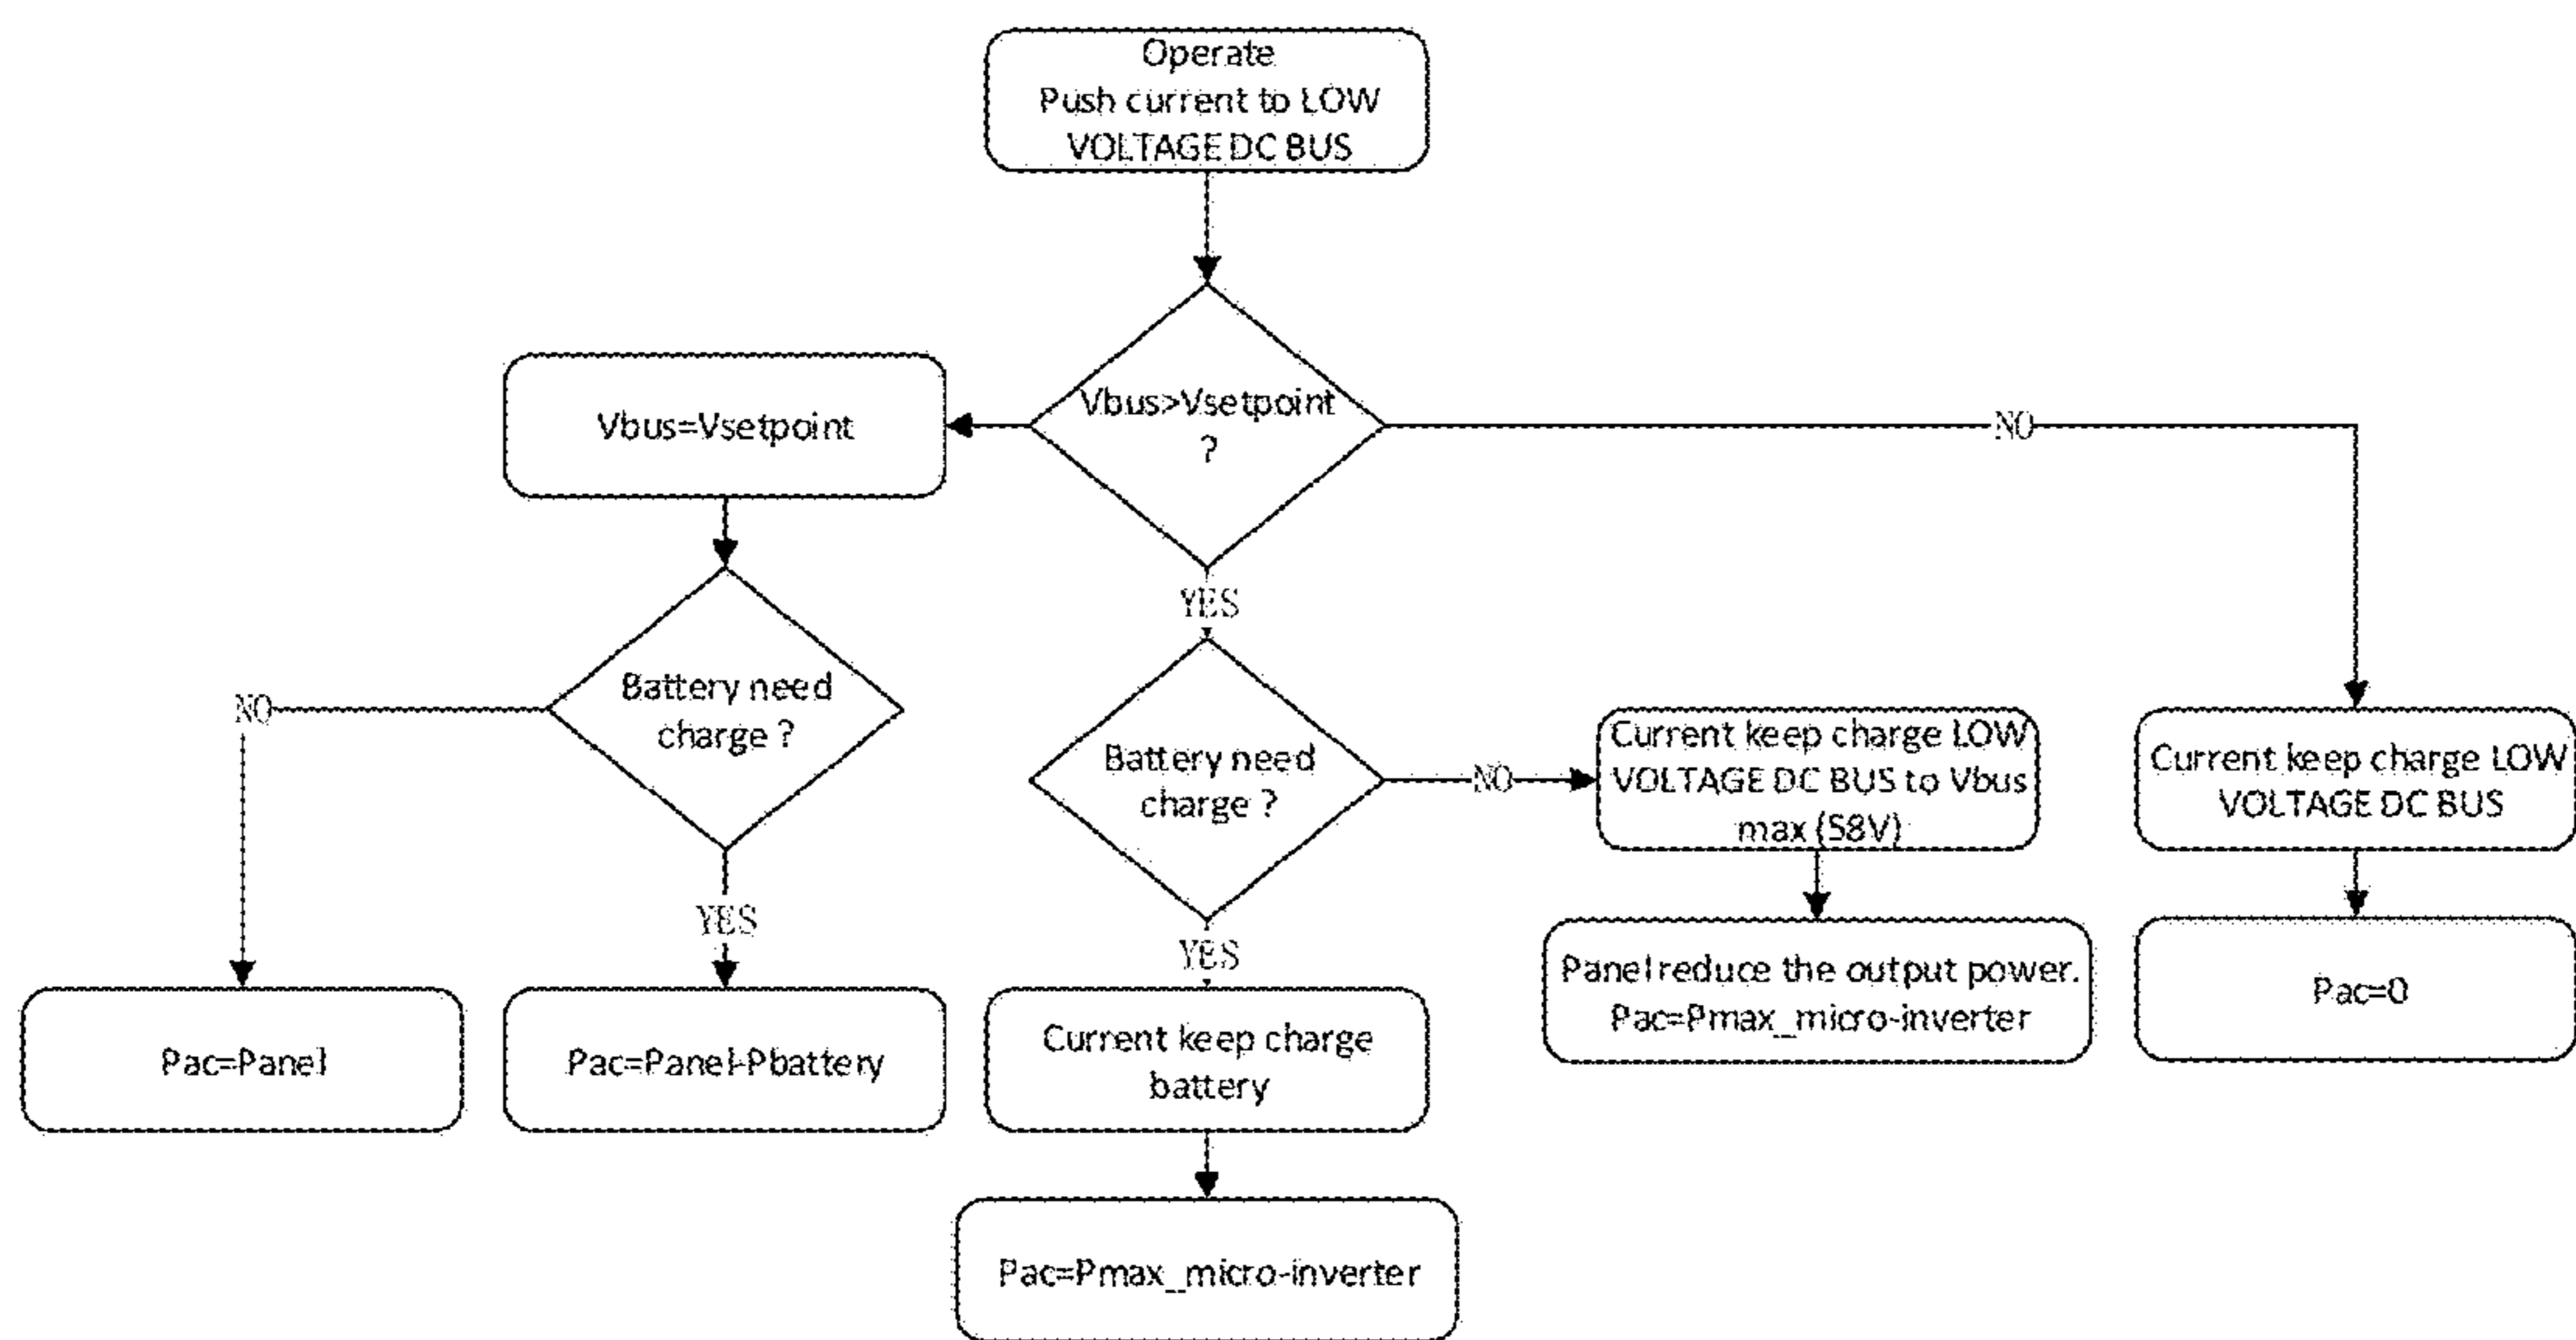 Operate
Push current to LOW
VOLTAGE DC BUS
Vbus=Vsetpoint
Vbus>Vsetpoint
?
NO
YES
Battery need
charge ?
NO
YES
Battery need
charge ?
NO
YES
Current keep charge LOW
VOLTAGE DC BUS to Vbus
max (58V)
Current keep charge LOW
VOLTAGE DC BUS
Pac=Panel
Pac=Panel-Pbattery
Current keep charge
battery
Panel reduce the output power.
Pac=Pmax_micro-inverter
Pac=0
Pac=Pmax_micro-inverter